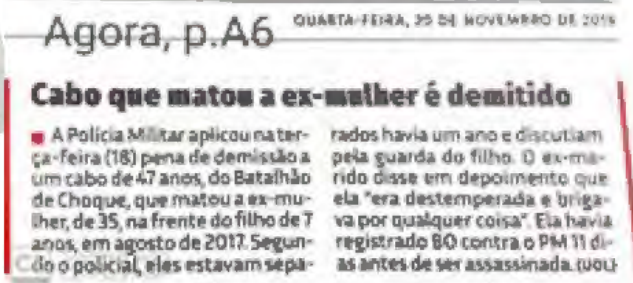 Agora, p.A6
QUARTA-FEIRA, 20 DE NOVEMBRO DE 2019
Cabo que matou a ex-mulher é demitido
A Polícia Militar aplicou na ter-
ça-feira (18) pena de demissão a
um cabo de 47 anos, do Batalhão
de Choque, que matou a ex-mu-
lher, de 35, na frente do filho de 7
anos, em agosto de 2017. Segun-
do o policial, eles estavam sepa-
rados havia um ano e discutiam
pela guarda do filho. O ex-ma-
rido disse em depoimento que
ela "era destemperada e briga-
va por qualquer coisa". Ela havia
registrado BO contra o PM 11 di-
as antes de ser assassinada. (UOL)